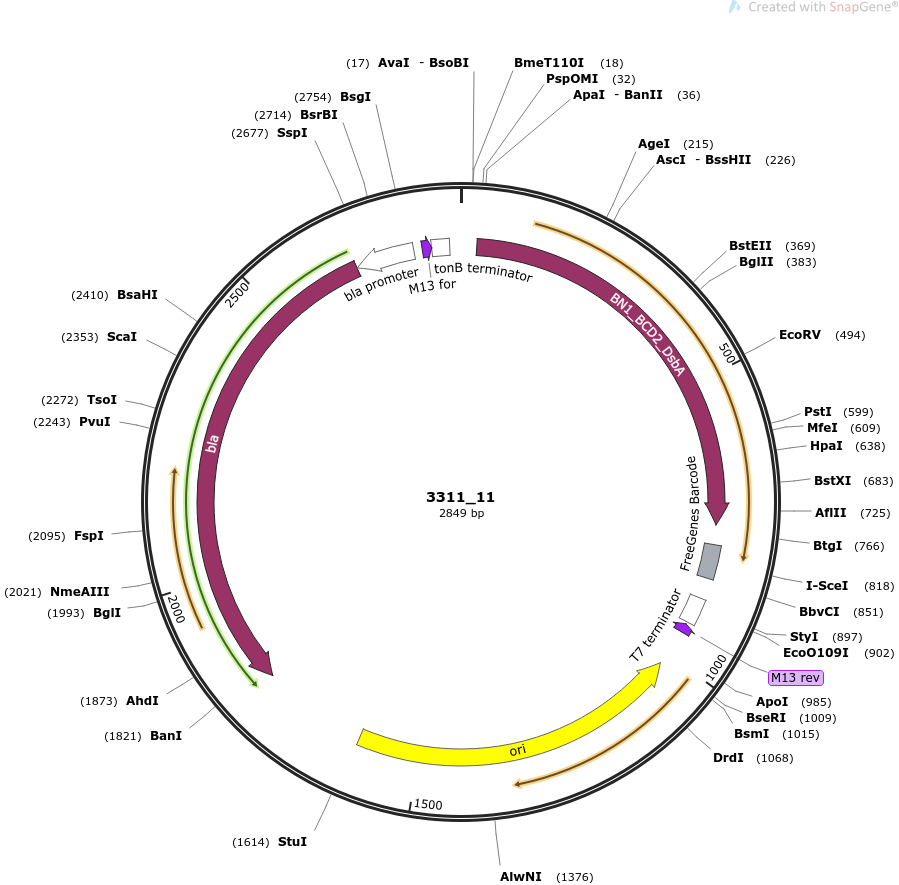 Created with SnapGene®
(17) AvaI - BsoBI
BmeT110I (18)
PspOMI (32)
ApaI - BanII (36)
AgeI (215)
AscI - BssHII (226)
BstEII (369)
BglII (383)
EcoRV (494)
PstI (599)
MfeI (609)
HpaI (638)
BstXI (683)
AflII (725)
BtgI (766)
I-SceI (818)
BbvCI (851)
StyI (897)
EcoO109I (902)
M13 rev
ApoI (985)
BseRI (1009)
BsmI (1015)
DrdI (1068)
AlwNI (1376)
(1614) StuI
(1821) BanI
(1873) AhdI
(1993) BglI
(2021) NmeAIII
(2095) FspI
(2243) PvuI
(2272) TsoI
(2353) ScaI
(2410) BsaHI
(2677) SspI
(2714) BsrBI
(2754) BsgI
500
1000
1500
2000
2500
tonB terminator
M13 for
bla promoter
BN1_BCD2_DsbA
FreeGenes Barcode
T7 terminator
ori
bla
3311_11
2849 bp